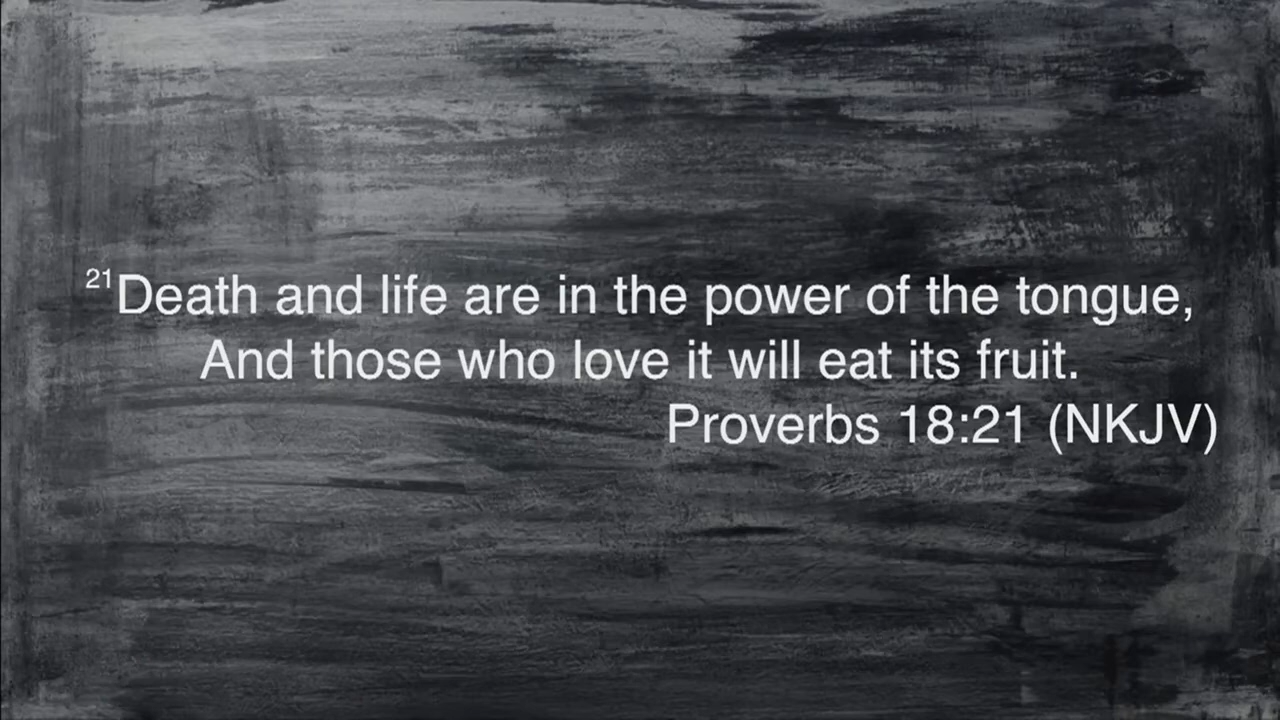 21Death and life are in the power of the tongue,
And those who love it will eat its fruit.
Proverbs 18:21 (NKJV)